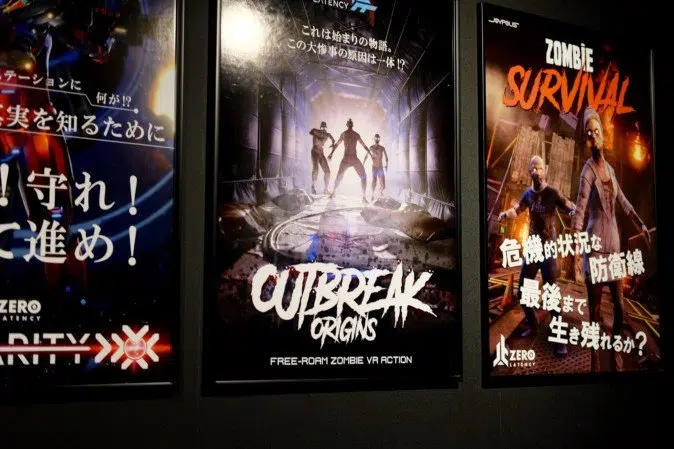 テーションに
何が!?
実を知るために
!守れ!
進め!
ZERO
LATENCY
ARITY
LATENCY
これは始まりの物語。
この大惨事の原因は一体!?
OUTBREAK
ORIGINS
FREE-ROAM ZOMBIE VR ACTION
JOYPOLIS
ZOMBIE
SURVIVAL
危機的状況な
防衛線
最後まで
生き残れるか?
ZERO
LATENCY